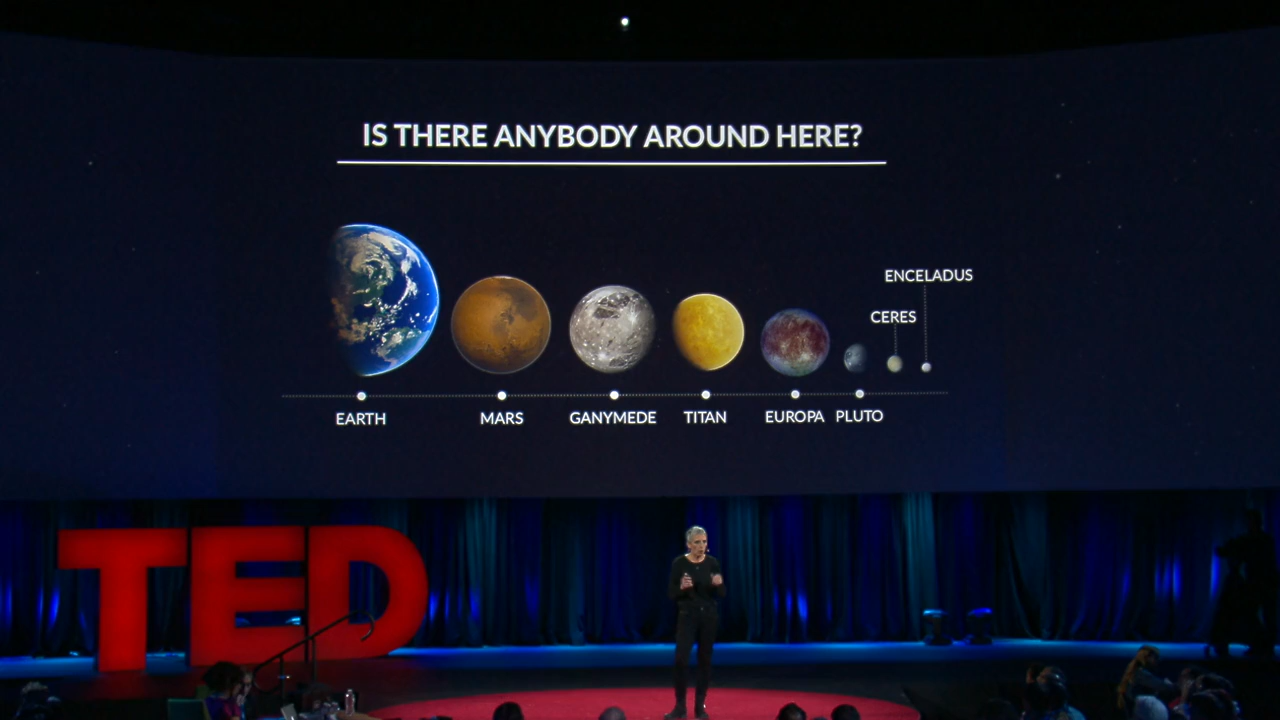 IS THERE ANYBODY AROUND HERE?
ENCELADUS
CERES
EARTH MARS GANYMEDE TITAN EUROPA PLUTO
TED